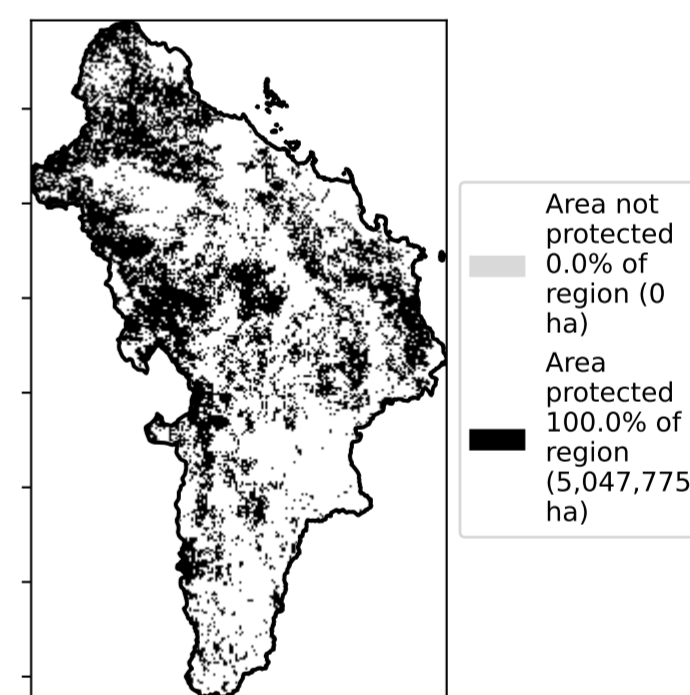 Area not
protected
0.0% of
region (0
ha)
Area
protected
100.0% of
region
(5,047,775
ha)